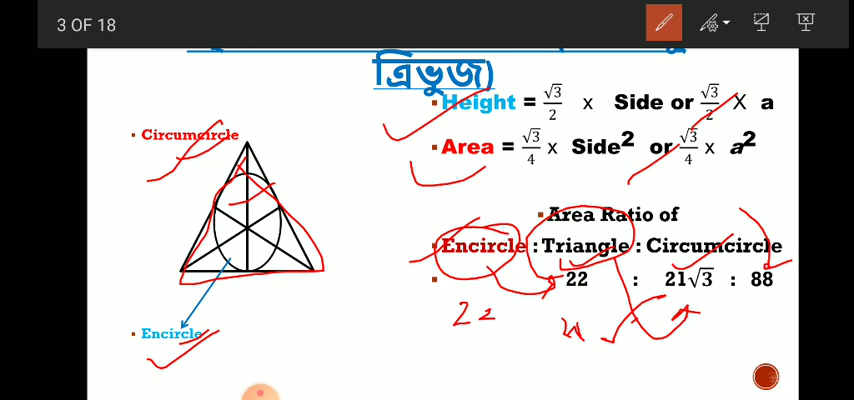 3 OF 18
ত্রিভুজ)
Height = √3/2 x Side or √3/2 X a
Circumcircle
Area = √3/4 x Side² or √3/4 x a²
Area Ratio of
Encircle : Triangle : Circumcircle
22 : 21√3 : 88
22
Encircle